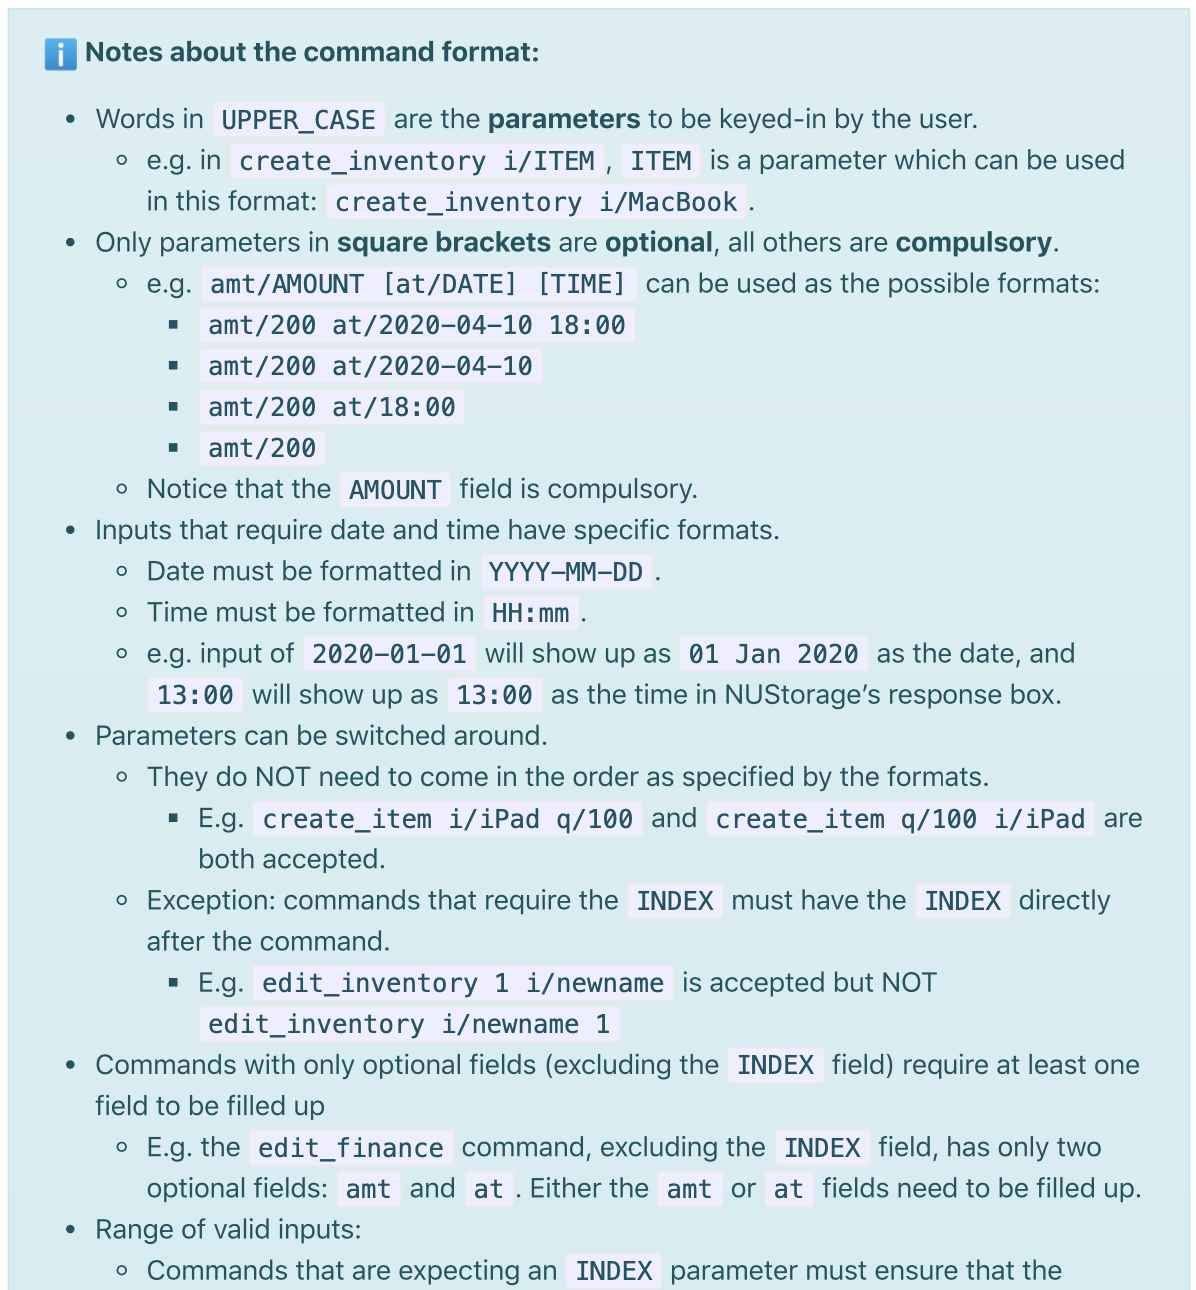 Notes about the command format:
• Words in UPPER_CASE are the parameters to be keyed-in by the user.
◦ e.g. in create_inventory i/ITEM, ITEM is a parameter which can be used
in this format: create_inventory i/MacBook.
• Only parameters in square brackets are optional, all others are compulsory.
◦ e.g. amt/AMOUNT [at/DATE] [TIME] can be used as the possible formats:
▪ amt/200 at/2020-04-10 18:00
▪ amt/200 at/2020-04-10
▪ amt/200 at/18:00
▪ amt/200
◦ Notice that the AMOUNT field is compulsory.
• Inputs that require date and time have specific formats.
◦ Date must be formatted in YYYY-MM-DD.
◦ Time must be formatted in HH:mm.
◦ e.g. input of 2020-01-01 will show up as 01 Jan 2020 as the date, and
13:00 will show up as 13:00 as the time in NUStorage’s response box.
• Parameters can be switched around.
◦ They do NOT need to come in the order as specified by the formats.
▪ E.g. create_item i/iPad q/100 and create_item q/100 i/iPad are
both accepted.
◦ Exception: commands that require the INDEX must have the INDEX directly
after the command.
▪ E.g. edit_inventory 1 i/newname is accepted but NOT
edit_inventory i/newname 1
• Commands with only optional fields (excluding the INDEX field) require at least one
field to be filled up
◦ E.g. the edit_finance command, excluding the INDEX field, has only two
optional fields: amt and at. Either the amt or at fields need to be filled up.
• Range of valid inputs:
◦ Commands that are expecting an INDEX parameter must ensure that the